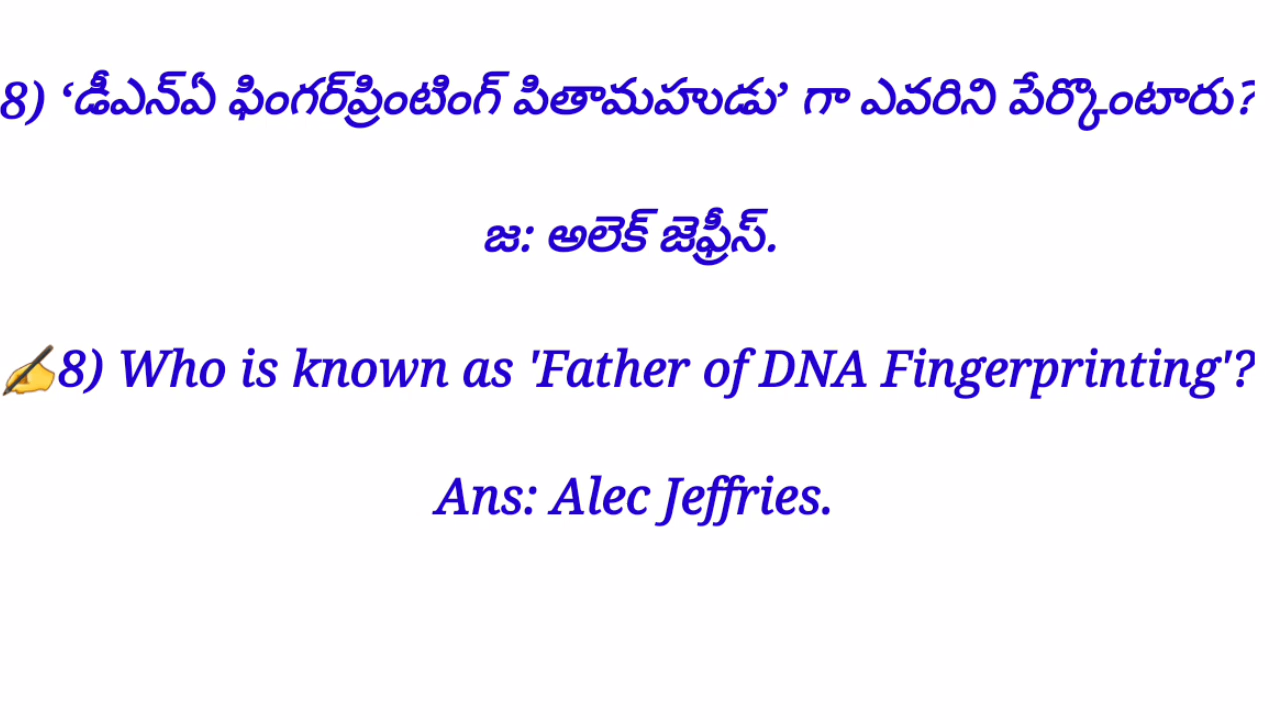 8) ‘డీఎన్ఏ ఫింగర్‌ప్రింటింగ్ పితామహుడు’ గా ఎవరిని పేర్కొంటారు?
జ: అలెక్ జెఫ్రీస్.
✍8) Who is known as 'Father of DNA Fingerprinting'?
Ans: Alec Jeffries.